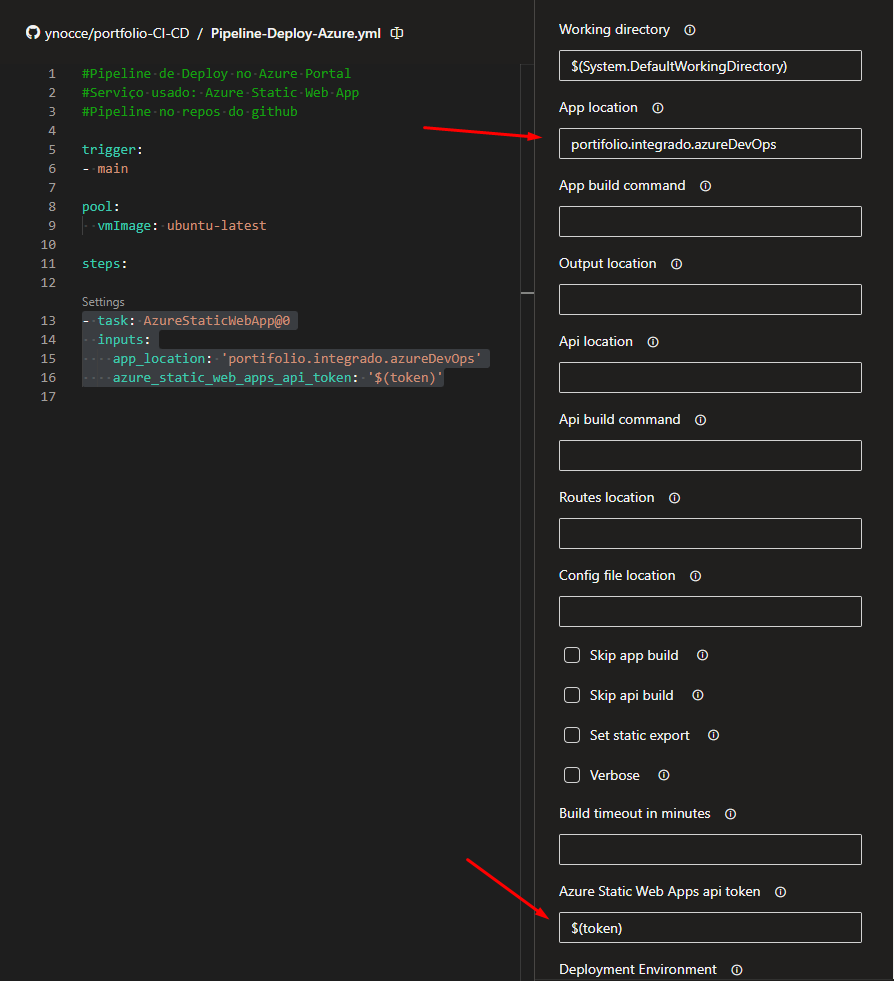 ynocce/portfolio-CI-CD / Pipeline-Deploy-Azure.yml
1 #Pipeline de Deploy no Azure Portal
2 #Serviço usado: Azure Static Web App
3 #Pipeline no repos do github
4
5 trigger:
6 - main
7
8 pool:
9   vmImage: ubuntu-latest
10
11 steps:
12
Settings
13 - task: AzureStaticWebApp@0
14   inputs:
15     app_location: 'portifolio.integrado.azureDevOps'
16     azure_static_web_apps_api_token: '$(token)'
17
Working directory
$(System.DefaultWorkingDirectory)
App location
portifolio.integrado.azureDevOps
App build command
Output location
Api location
Api build command
Routes location
Config file location
Skip app build
Skip api build
Set static export
Verbose
Build timeout in minutes
Azure Static Web Apps api token
$(token)
Deployment Environment